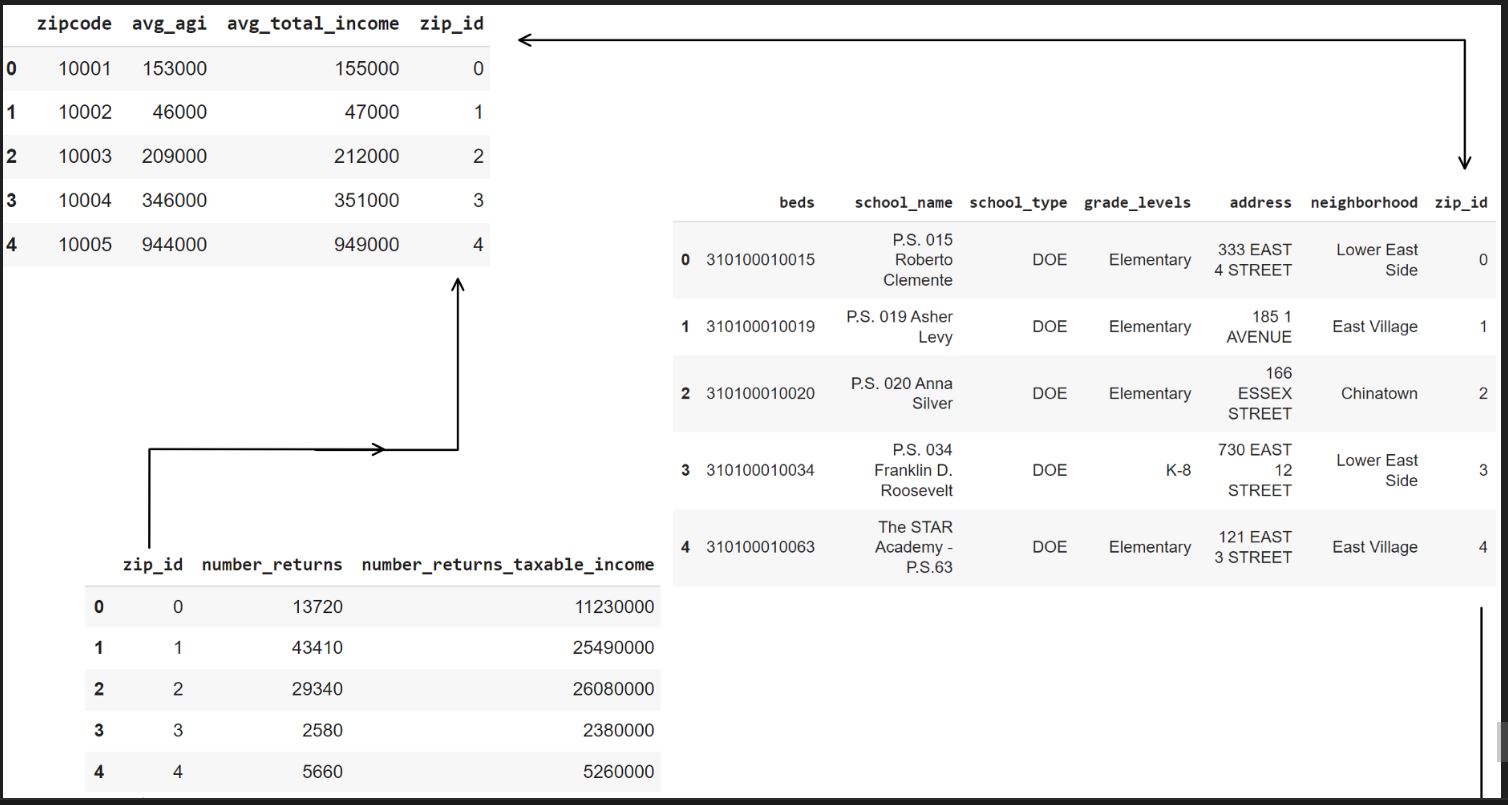 zipcode avg_agi avg_total_income zip_id
0 10001 153000 155000 0
1 10002 46000 47000 1
2 10003 209000 212000 2
3 10004 346000 351000 3
4 10005 944000 949000 4
beds school_name school_type grade_levels address neighborhood zip_id
0 310100010015 P.S. 015 Roberto Clemente DOE Elementary 333 EAST 4 STREET Lower East Side 0
1 310100010019 P.S. 019 Asher Levy DOE Elementary 185 1 AVENUE East Village 1
2 310100010020 P.S. 020 Anna Silver DOE Elementary 166 ESSEX STREET Chinatown 2
3 310100010034 P.S. 034 Franklin D. Roosevelt DOE K-8 730 EAST 12 STREET Lower East Side 3
4 310100010063 The STAR Academy - P.S.63 DOE Elementary 121 EAST 3 STREET East Village 4
zip_id number_returns number_returns_taxable_income
0 0 13720 11230000
1 1 43410 25490000
2 2 29340 26080000
3 3 2580 2380000
4 4 5660 5260000